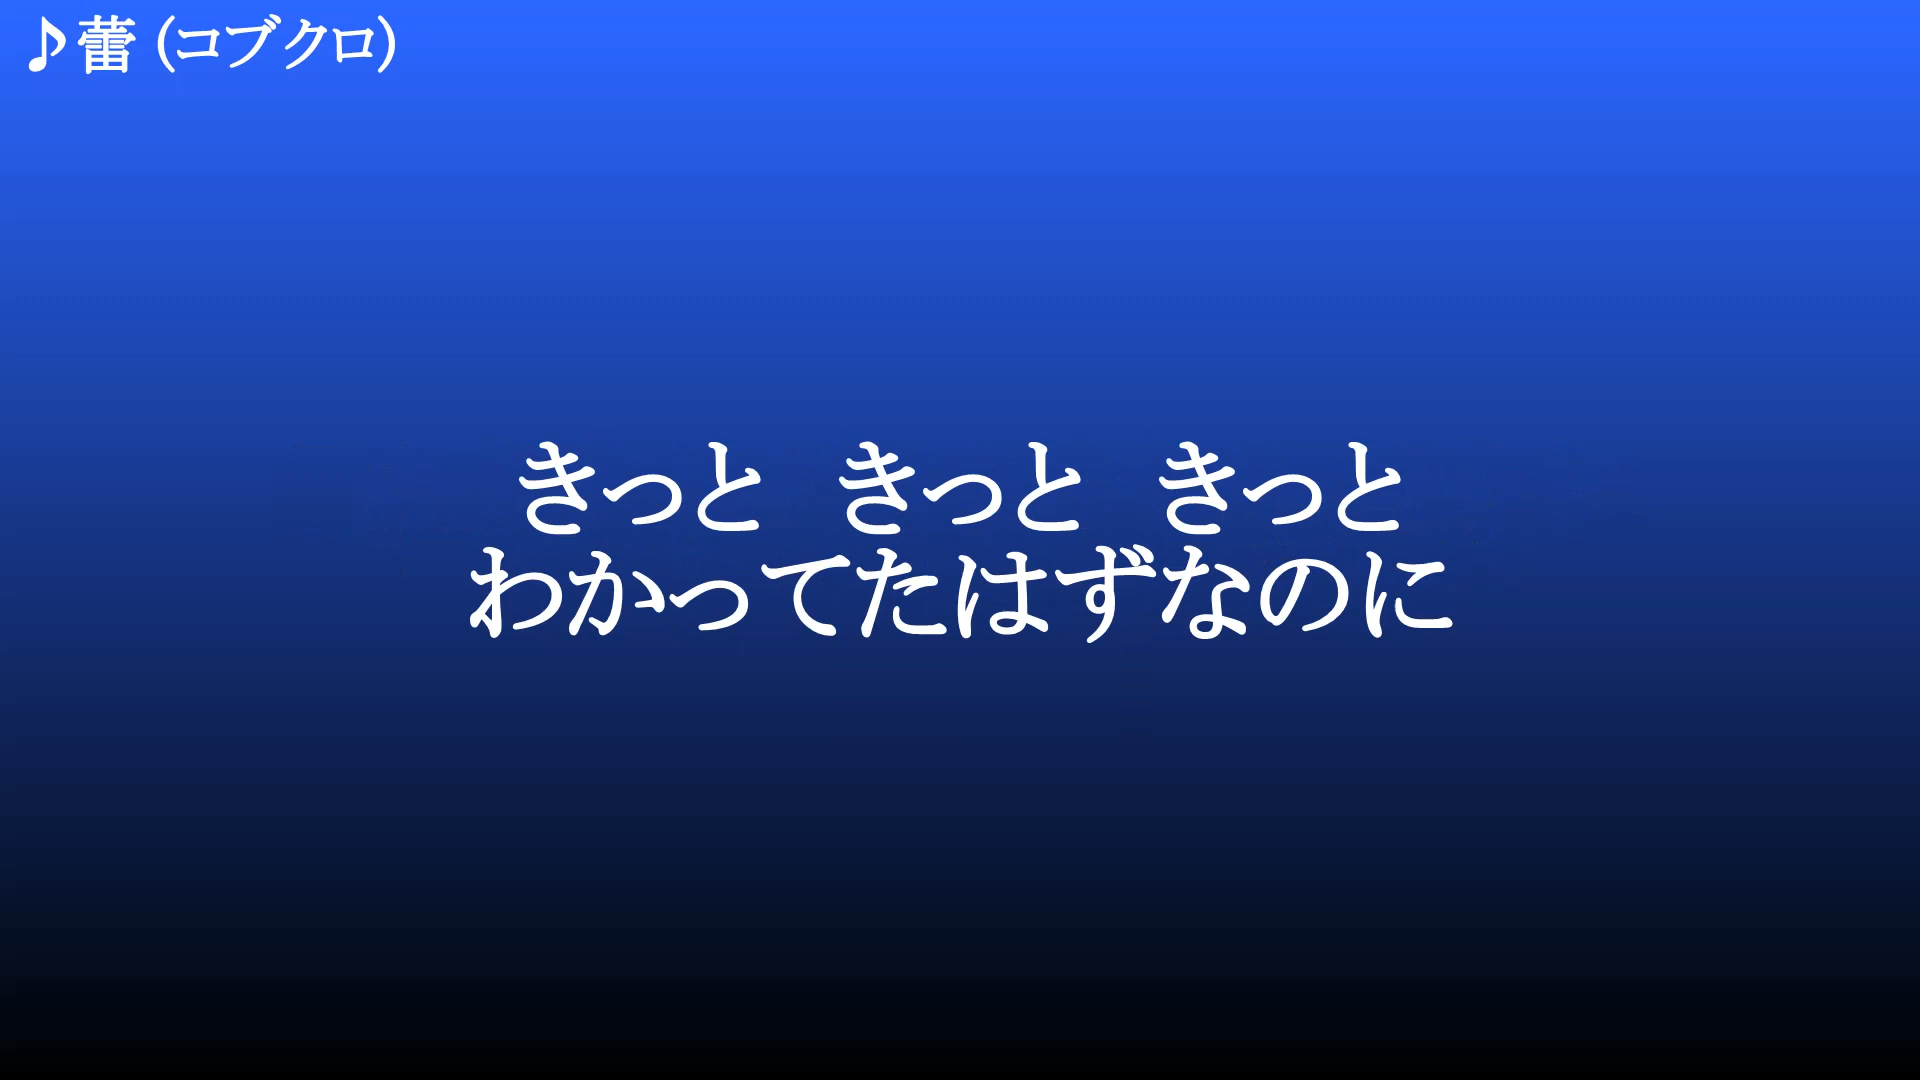 ♪蕾 (コブクロ)
きっと きっと きっと
わかってたはずなのに